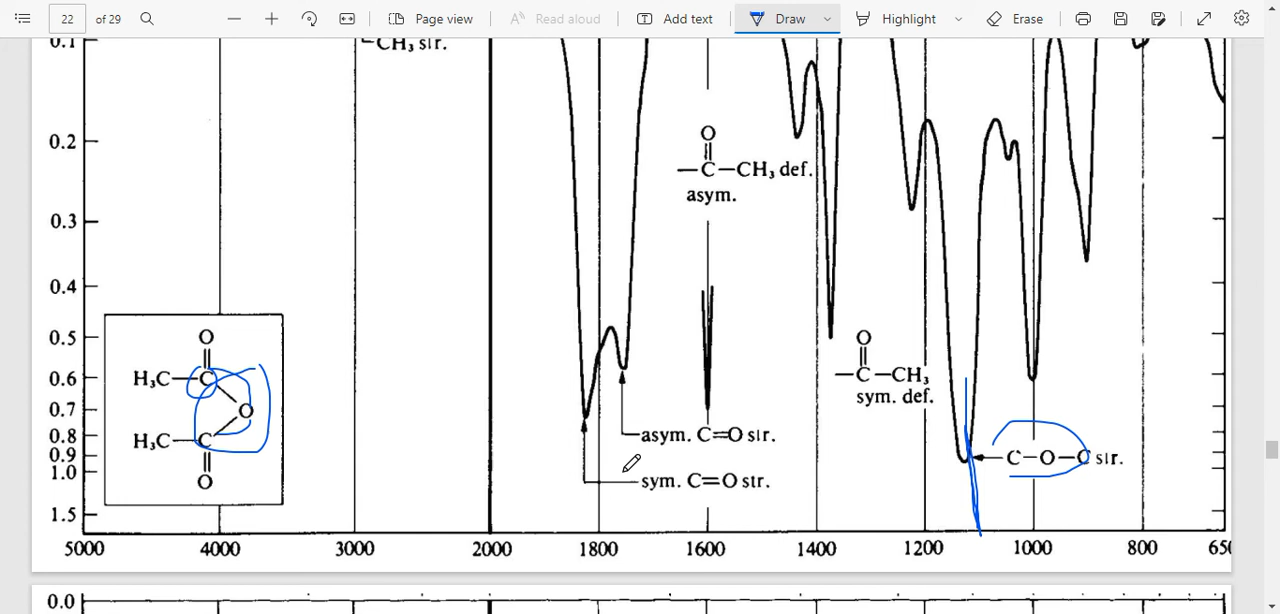 22 of 29 Page view Read aloud Add text Draw Highlight Erase
0.1
CH₃ str.
0.2
O
—C—CH₃ def.
asym.
0.3
0.4
O
H₃C—C
O
H₃C—C
O
0.5
0.6
0.7
0.8
0.9
1.0
1.5
O
—C—CH₃
sym. def.
asym. C=O str.
sym. C=O str.
C—O—C str.
5000 4000 3000 2000 1800 1600 1400 1200 1000 800 650
0.0